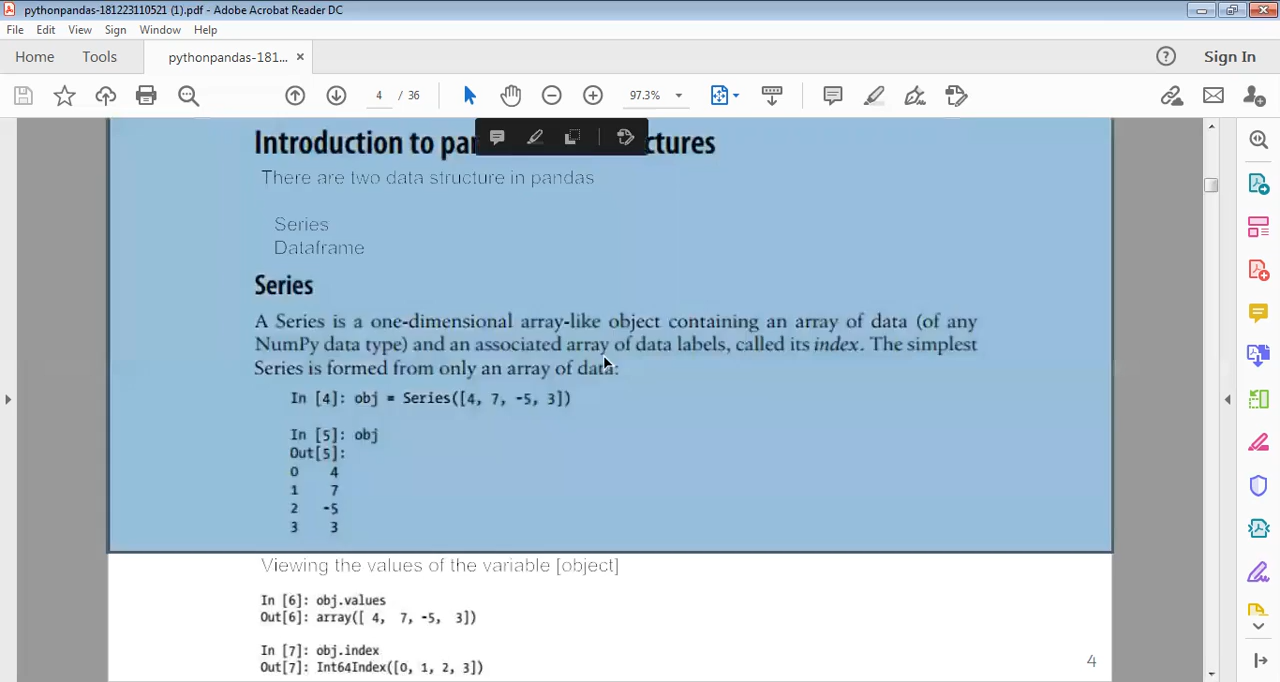 pythonpandas-181223110521 (1).pdf - Adobe Acrobat Reader DC
File Edit View Sign Window Help
Home Tools pythonpandas-181... × Sign In
4 / 36 97.3%
Introduction to pan ctures
There are two data structure in pandas
Series
Dataframe
Series
A Series is a one-dimensional array-like object containing an array of data (of any
NumPy data type) and an associated array of data labels, called its index. The simplest
Series is formed from only an array of data:
In [4]: obj = Series([4, 7, -5, 3])
In [5]: obj
Out[5]:
0 4
1 7
2 -5
3 3
Viewing the values of the variable [object]
In [6]: obj.values
Out[6]: array([ 4, 7, -5, 3])
In [7]: obj.index
Out[7]: Int64Index([0, 1, 2, 3])
4